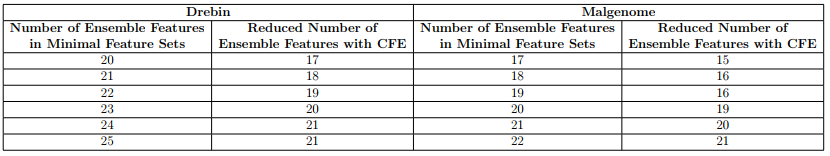 Drebin Malgenome
Number of Ensemble Features Reduced Number of Number of Ensemble Features Reduced Number of
in Minimal Feature Sets Ensemble Features with CFE in Minimal Feature Sets Ensemble Features with CFE
20 17 17 15
21 18 18 16
22 19 19 16
23 20 20 19
24 21 21 20
25 21 22 21